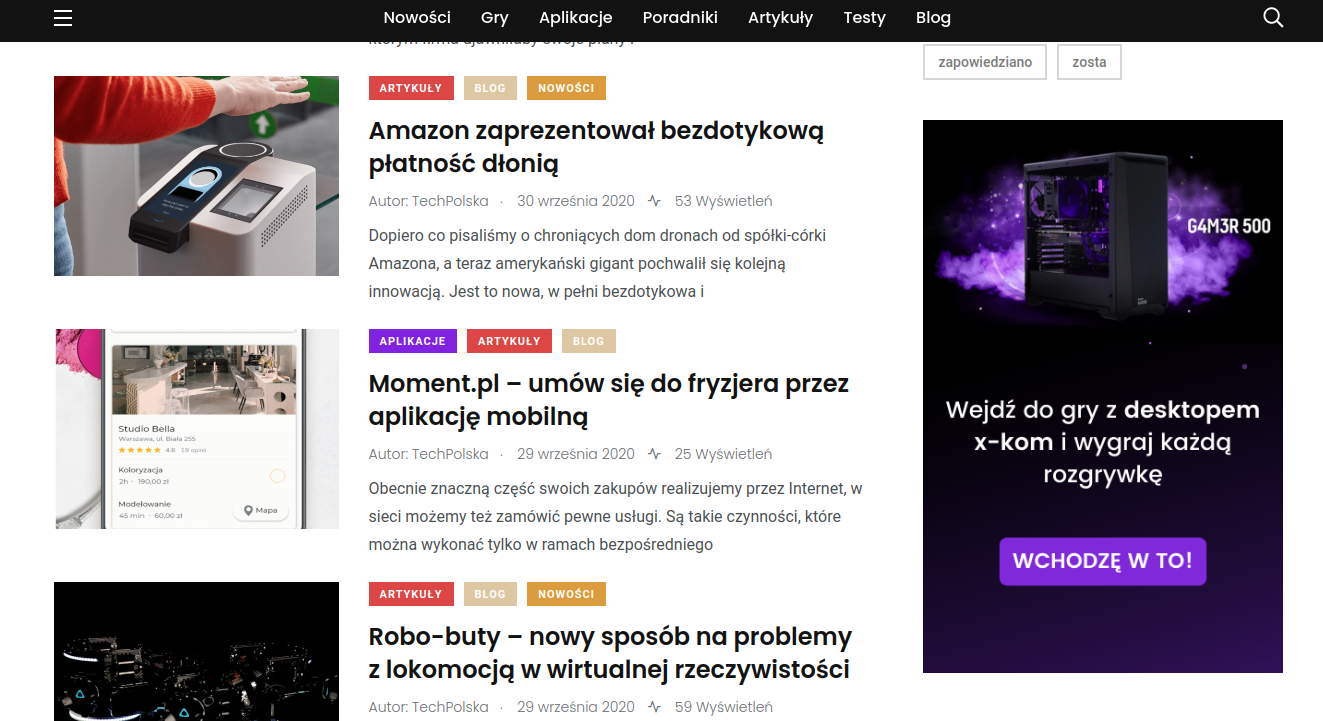 Nowości Gry Aplikacje Poradniki Artykuły Testy Blog
zapowiedziano zosta
ARTYKUŁY BLOG NOWOŚCI
Amazon zaprezentował bezdotykową
płatność dłonią
Autor: TechPolska · 30 września 2020 53 Wyświetleń
Dopiero co pisaliśmy o chroniących dom dronach od spółki-córki
Amazona, a teraz amerykański gigant pochwalił się kolejną
innowacją. Jest to nowa, w pełni bezdotykowa i
APLIKACJE ARTYKUŁY BLOG
Moment.pl – umów się do fryzjera przez
aplikację mobilną
Autor: TechPolska · 29 września 2020 25 Wyświetleń
Obecnie znaczną część swoich zakupów realizujemy przez Internet, w
sieci możemy też zamówić pewne usługi. Są takie czynności, które
można wykonać tylko w ramach bezpośredniego
Studio Bella
Warszawa, ul. Biała 255
4.6 · 19 opinii
Koloryzacja
2h · 190,00 zł
Modelowanie
45 min · 60,00 zł
Mapa
ARTYKUŁY BLOG NOWOŚCI
Robo-buty – nowy sposób na problemy
z lokomocją w wirtualnej rzeczywistości
Autor: TechPolska · 29 września 2020 59 Wyświetleń
G4M3R 500
Wejdź do gry z desktopem
x-kom i wygraj każdą
rozgrywkę
WCHODZĘ W TO!